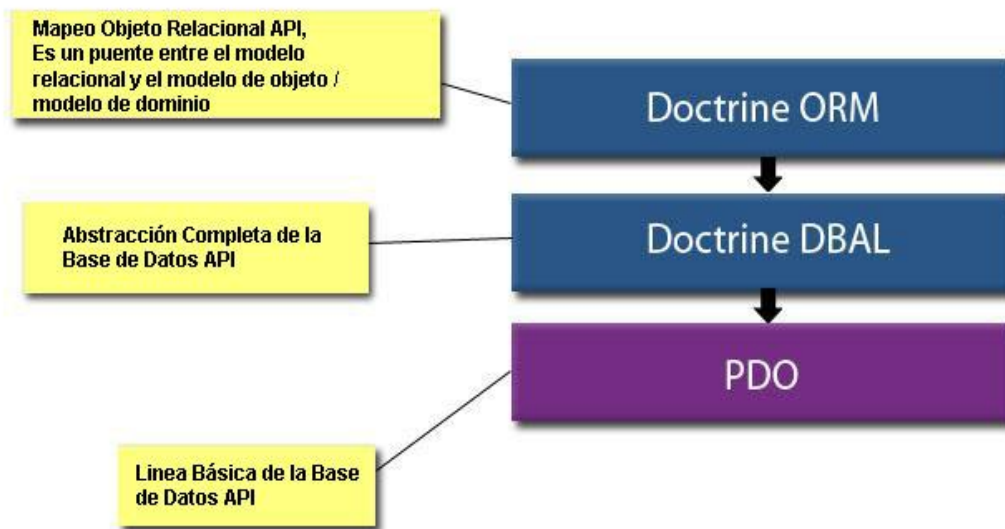 Mapeo Objeto Relacional API,
Es un puente entre el modelo
relacional y el modelo de objeto /
modelo de dominio
Doctrine ORM
Abstracción Completa de la
Base de Datos API
Doctrine DBAL
PDO
Linea Básica de la Base
de Datos API